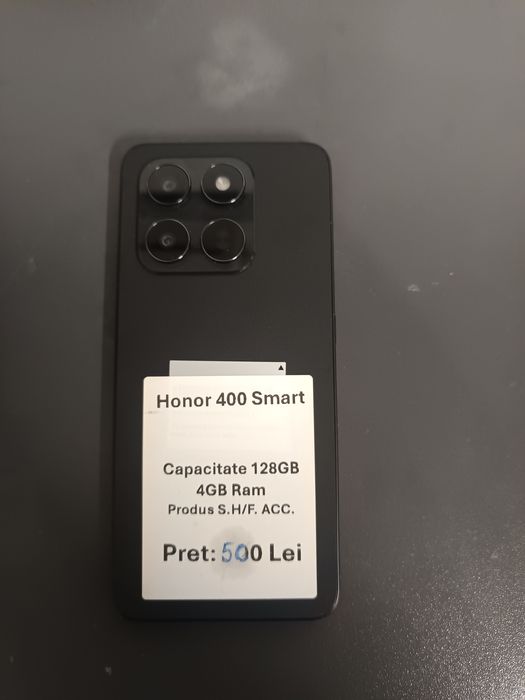 Honor 400 Smart
Capacitate 128GB
4GB Ram
Produs S.H/F. ACC.
Pret: 500 Lei